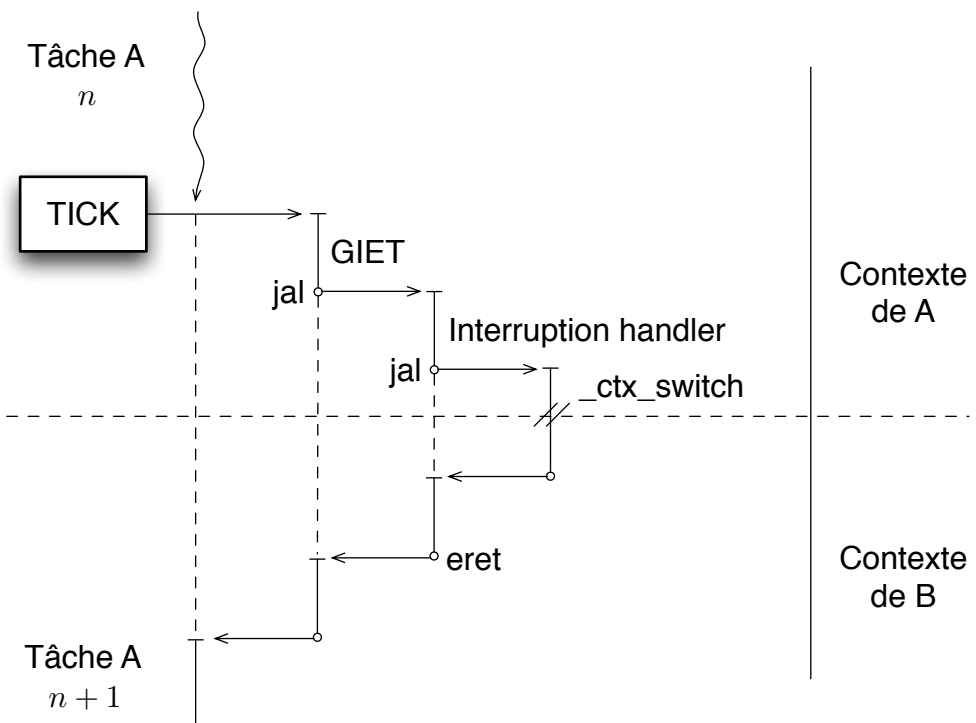 Tâche A
n
TICK
GIET
jal
Contexte
de A
Interruption handler
jal
_ctx_switch
eret
Contexte
de B
Tâche A
n + 1